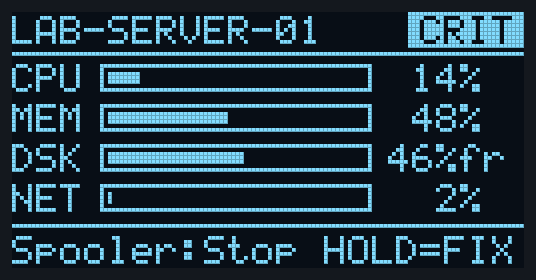 LAB-SERVER-01 CRIT
CPU 14%
MEM 48%
DSK 46%fr
NET 2%
Spooler:Stop HOLD=FIX